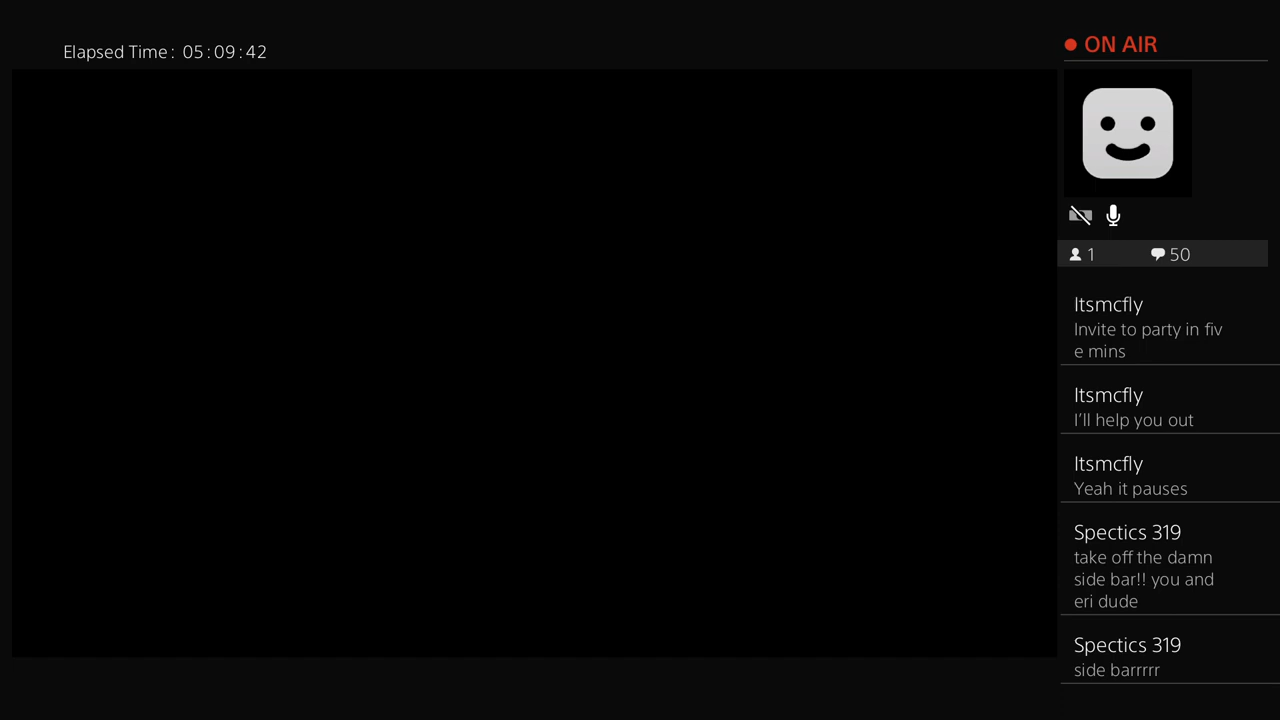 Elapsed Time: 05:09:42
ON AIR
1 50
Itsmcfly
Invite to party in fiv
e mins
Itsmcfly
I'll help you out
Itsmcfly
Yeah it pauses
Spectics 319
take off the damn
side bar!! you and
eri dude
Spectics 319
side barrrrr